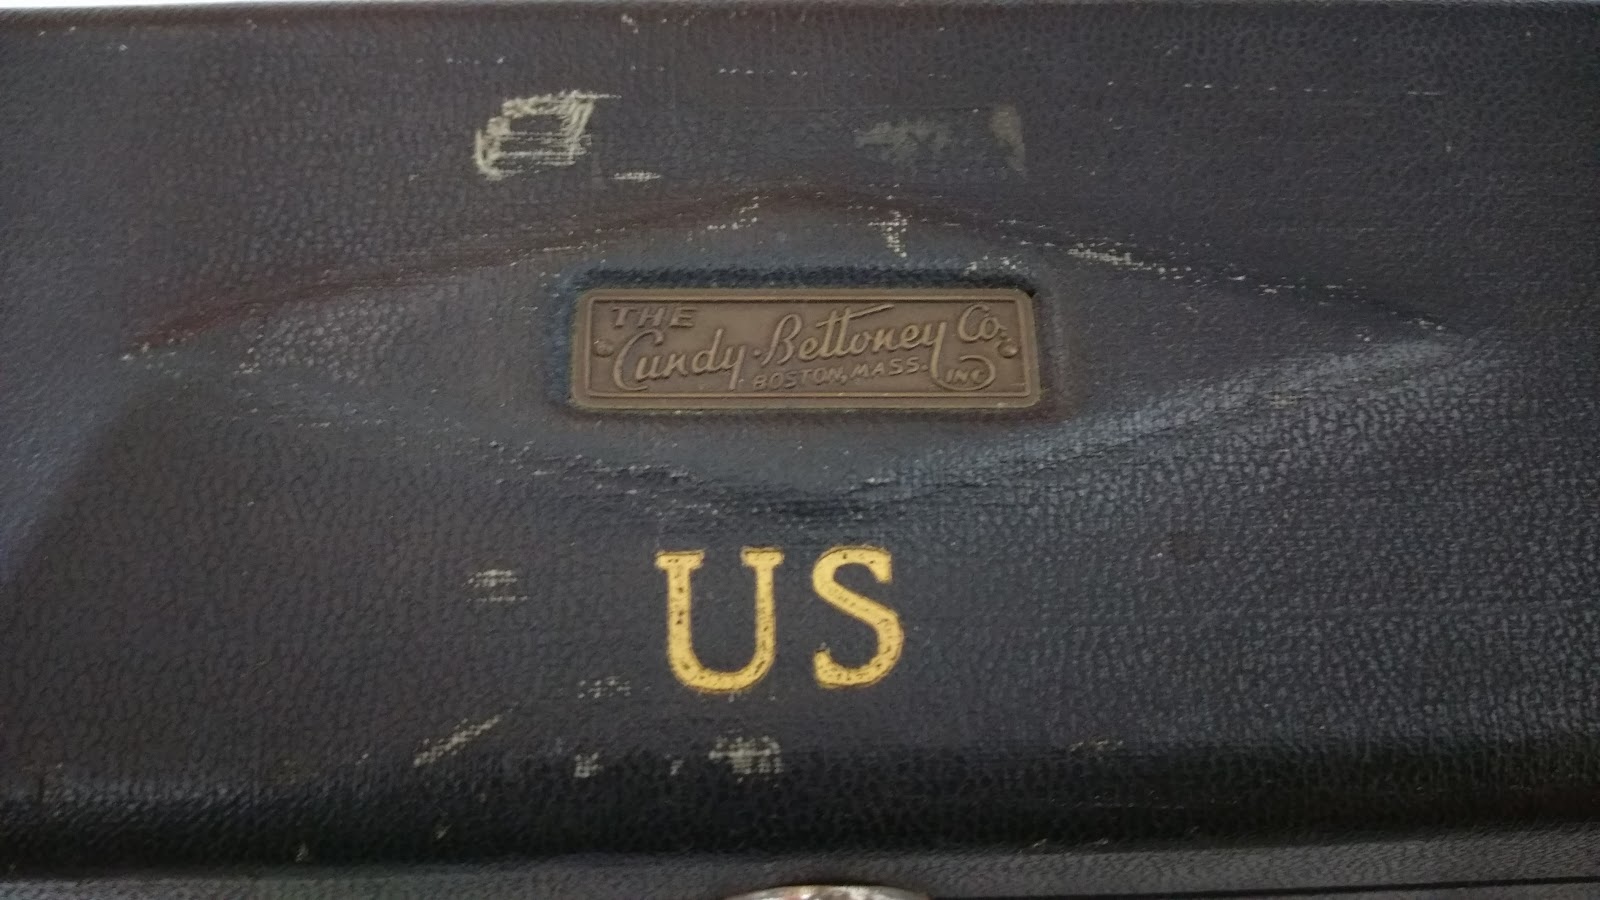 THE
Cundy-Bettoney Co.
BOSTON, MASS. INC
US